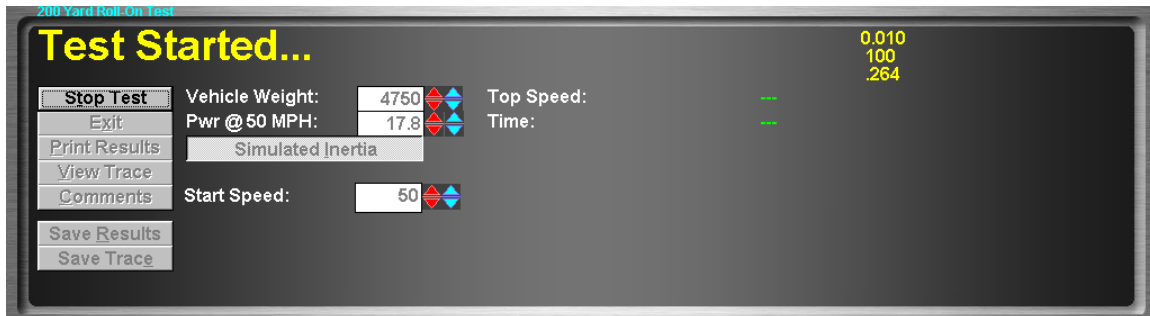 200 Yard Roll-On Test
Test Started...
0.010
100
.264
Stop Test
Vehicle Weight: 4750 Top Speed: ---
Exit
Pwr @ 50 MPH: 17.8 Time: ---
Print Results
Simulated Inertia
View Trace
Comments
Start Speed: 50
Save Results
Save Trace